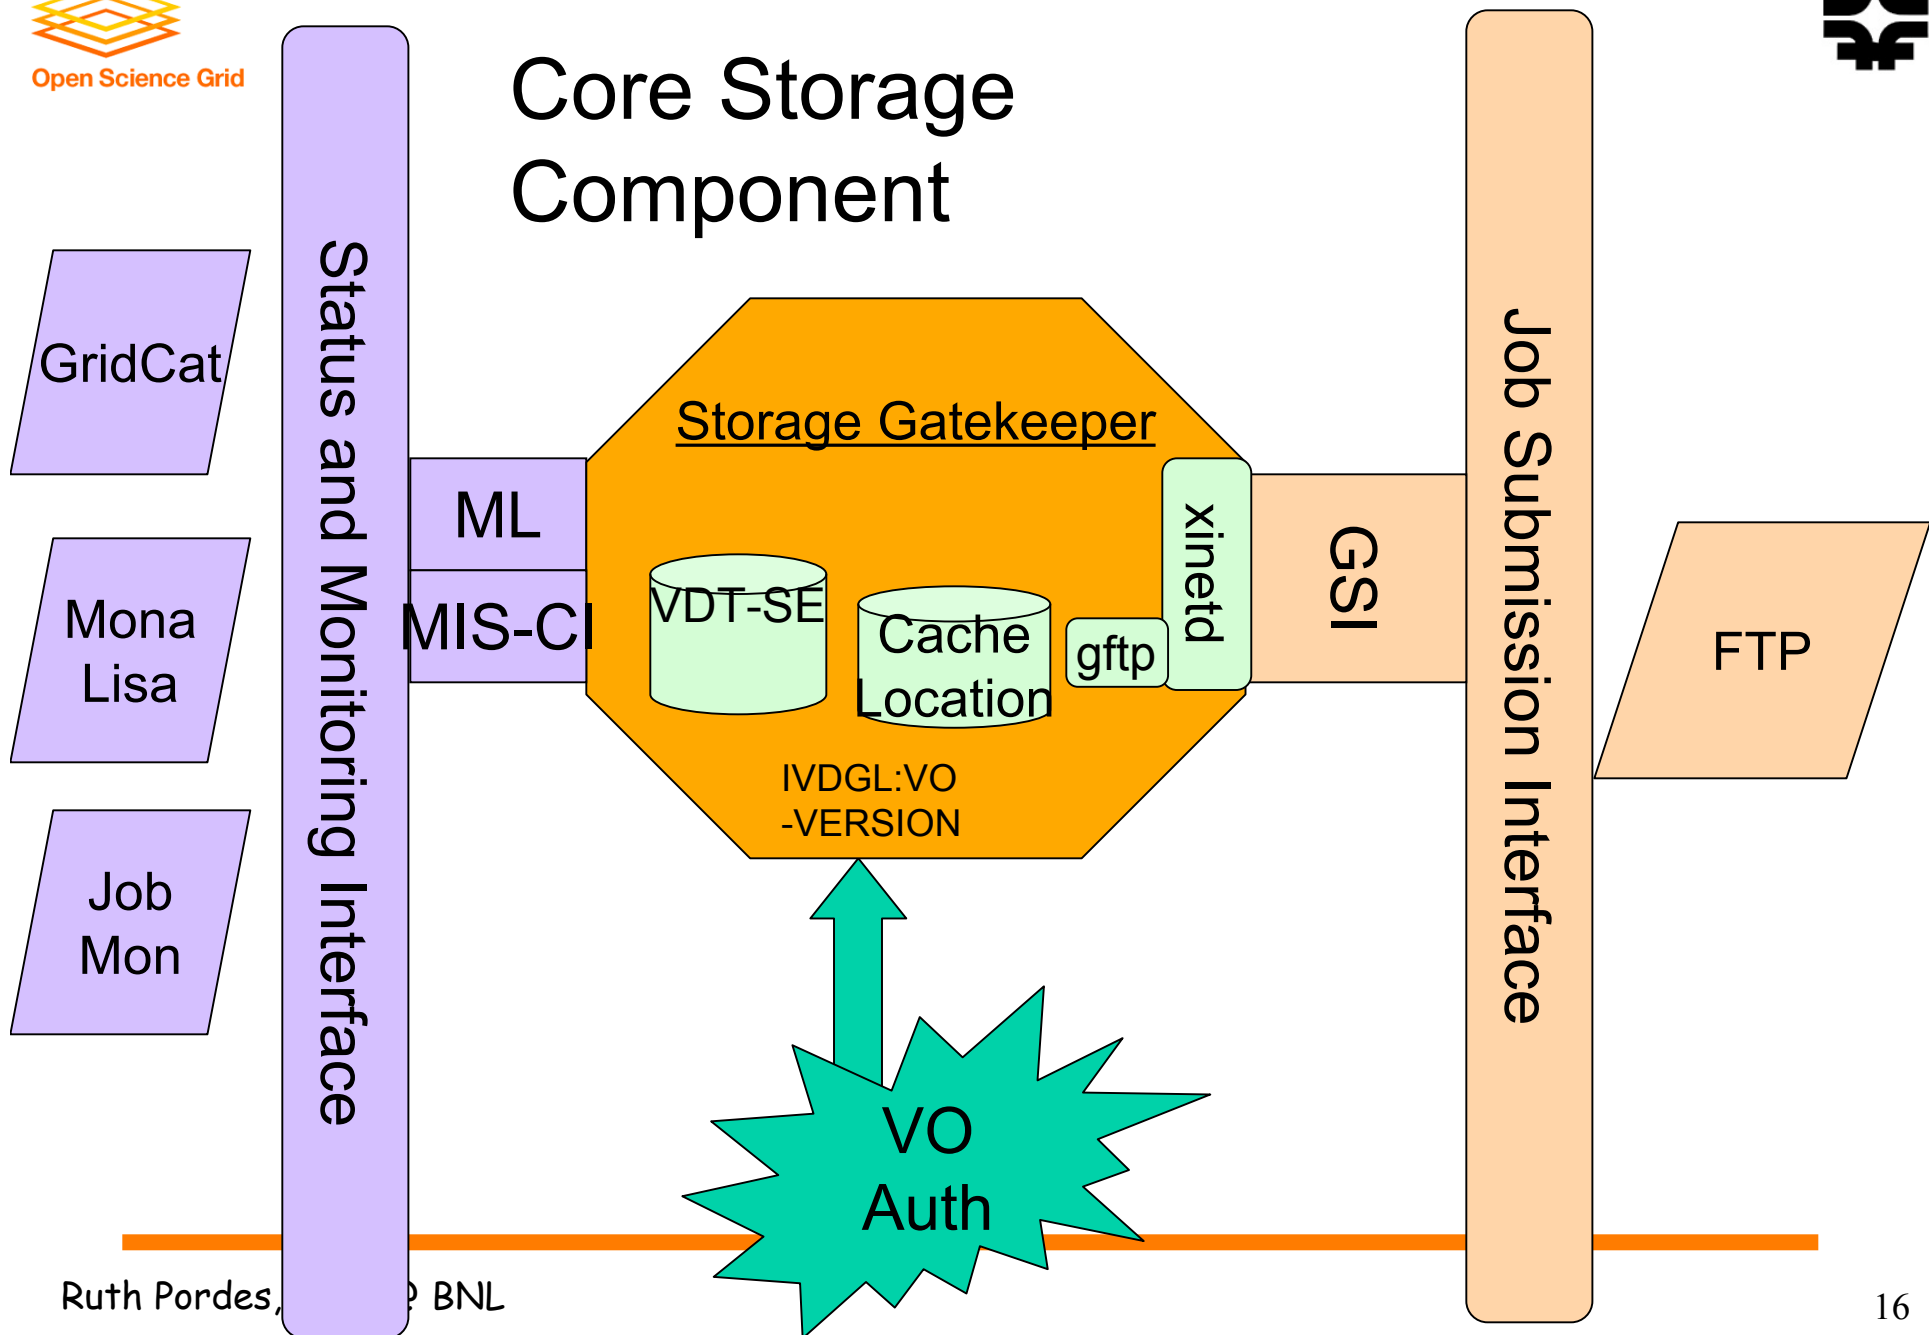 Open Science Grid
Core Storage
Component
GridCat
Mona
Lisa
Job
Mon
Status and Monitoring Interface
ML
MIS-CI
Storage Gatekeeper
VDT-SE
Cache
Location
gftp
xinetd
IVDGL:VO
-VERSION
GSI
Job Submission Interface
FTP
VO
Auth
Ruth Pordes, BNL
16